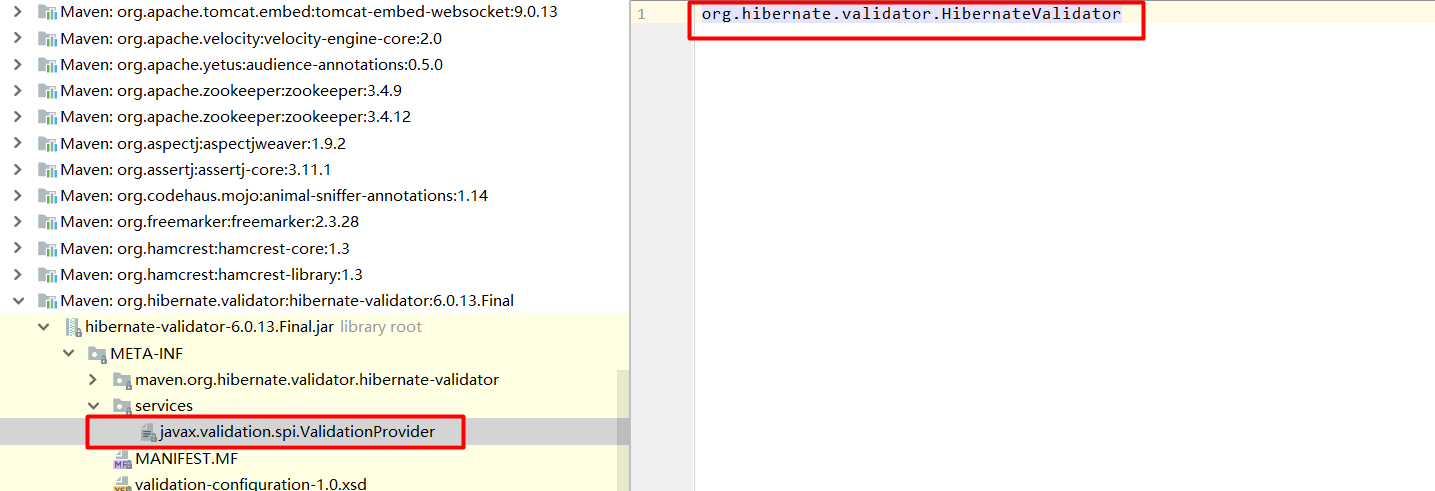 Maven: org.apache.tomcat.embed:tomcat-embed-websocket:9.0.13
Maven: org.apache.velocity:velocity-engine-core:2.0
Maven: org.apache.yetus:audience-annotations:0.5.0
Maven: org.apache.zookeeper:zookeeper:3.4.9
Maven: org.apache.zookeeper:zookeeper:3.4.12
Maven: org.aspectj:aspectjweaver:1.9.2
Maven: org.assertj:assertj-core:3.11.1
Maven: org.codehaus.mojo:animal-sniffer-annotations:1.14
Maven: org.freemarker:freemarker:2.3.28
Maven: org.hamcrest:hamcrest-core:1.3
Maven: org.hamcrest:hamcrest-library:1.3
Maven: org.hibernate.validator:hibernate-validator:6.0.13.Final
hibernate-validator-6.0.13.Final.jar library root
META-INF
maven.org.hibernate.validator.hibernate-validator
services
javax.validation.spi.ValidationProvider
MANIFEST.MF
validation-configuration-1.0.xsd
1 org.hibernate.validator.HibernateValidator